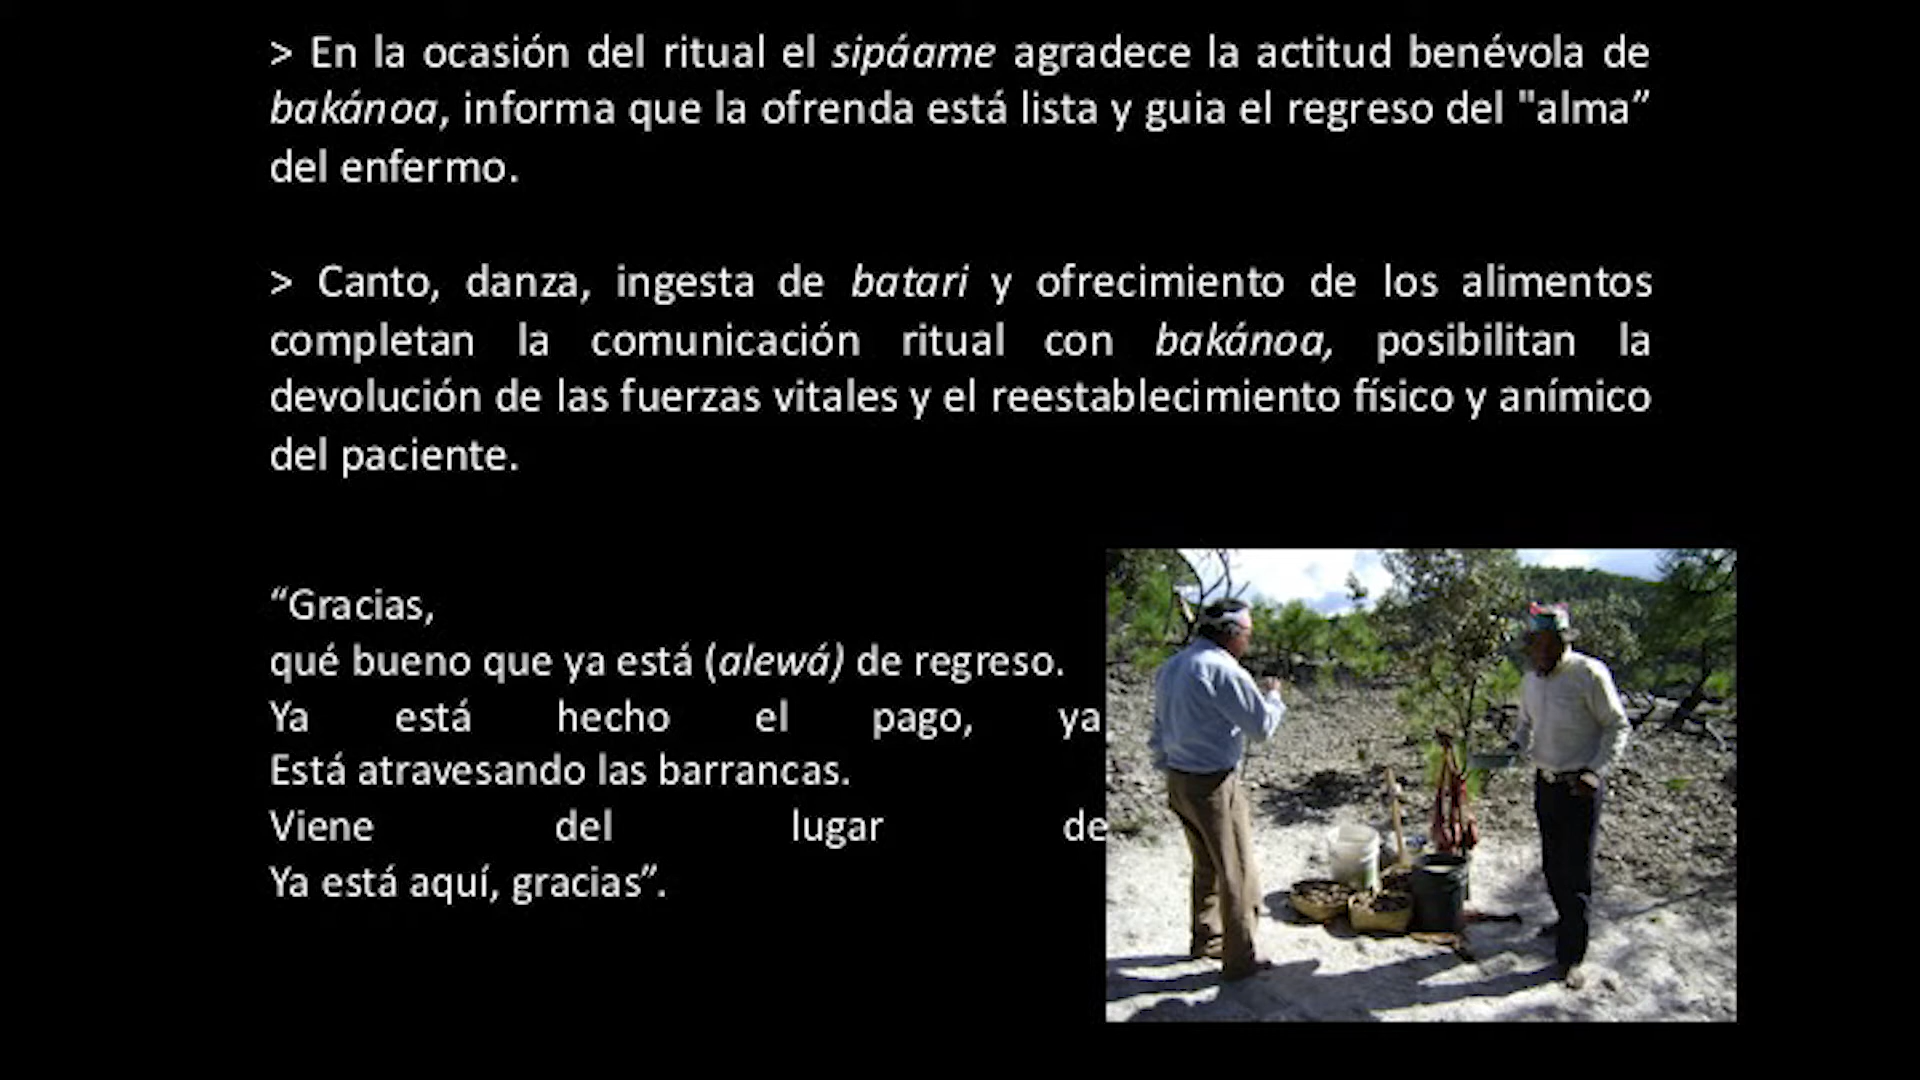 > En la ocasión del ritual el sipáame agradece la actitud benévola de
bakánoa, informa que la ofrenda está lista y guia el regreso del "alma”
del enfermo.
> Canto, danza, ingesta de batari y ofrecimiento de los alimentos
completan la comunicación ritual con bakánoa, posibilitan la
devolución de las fuerzas vitales y el reestablecimiento físico y anímico
del paciente.
“Gracias,
qué bueno que ya está (alewá) de regreso.
Ya está hecho el pago, ya
Está atravesando las barrancas.
Viene del lugar de
Ya está aquí, gracias”.